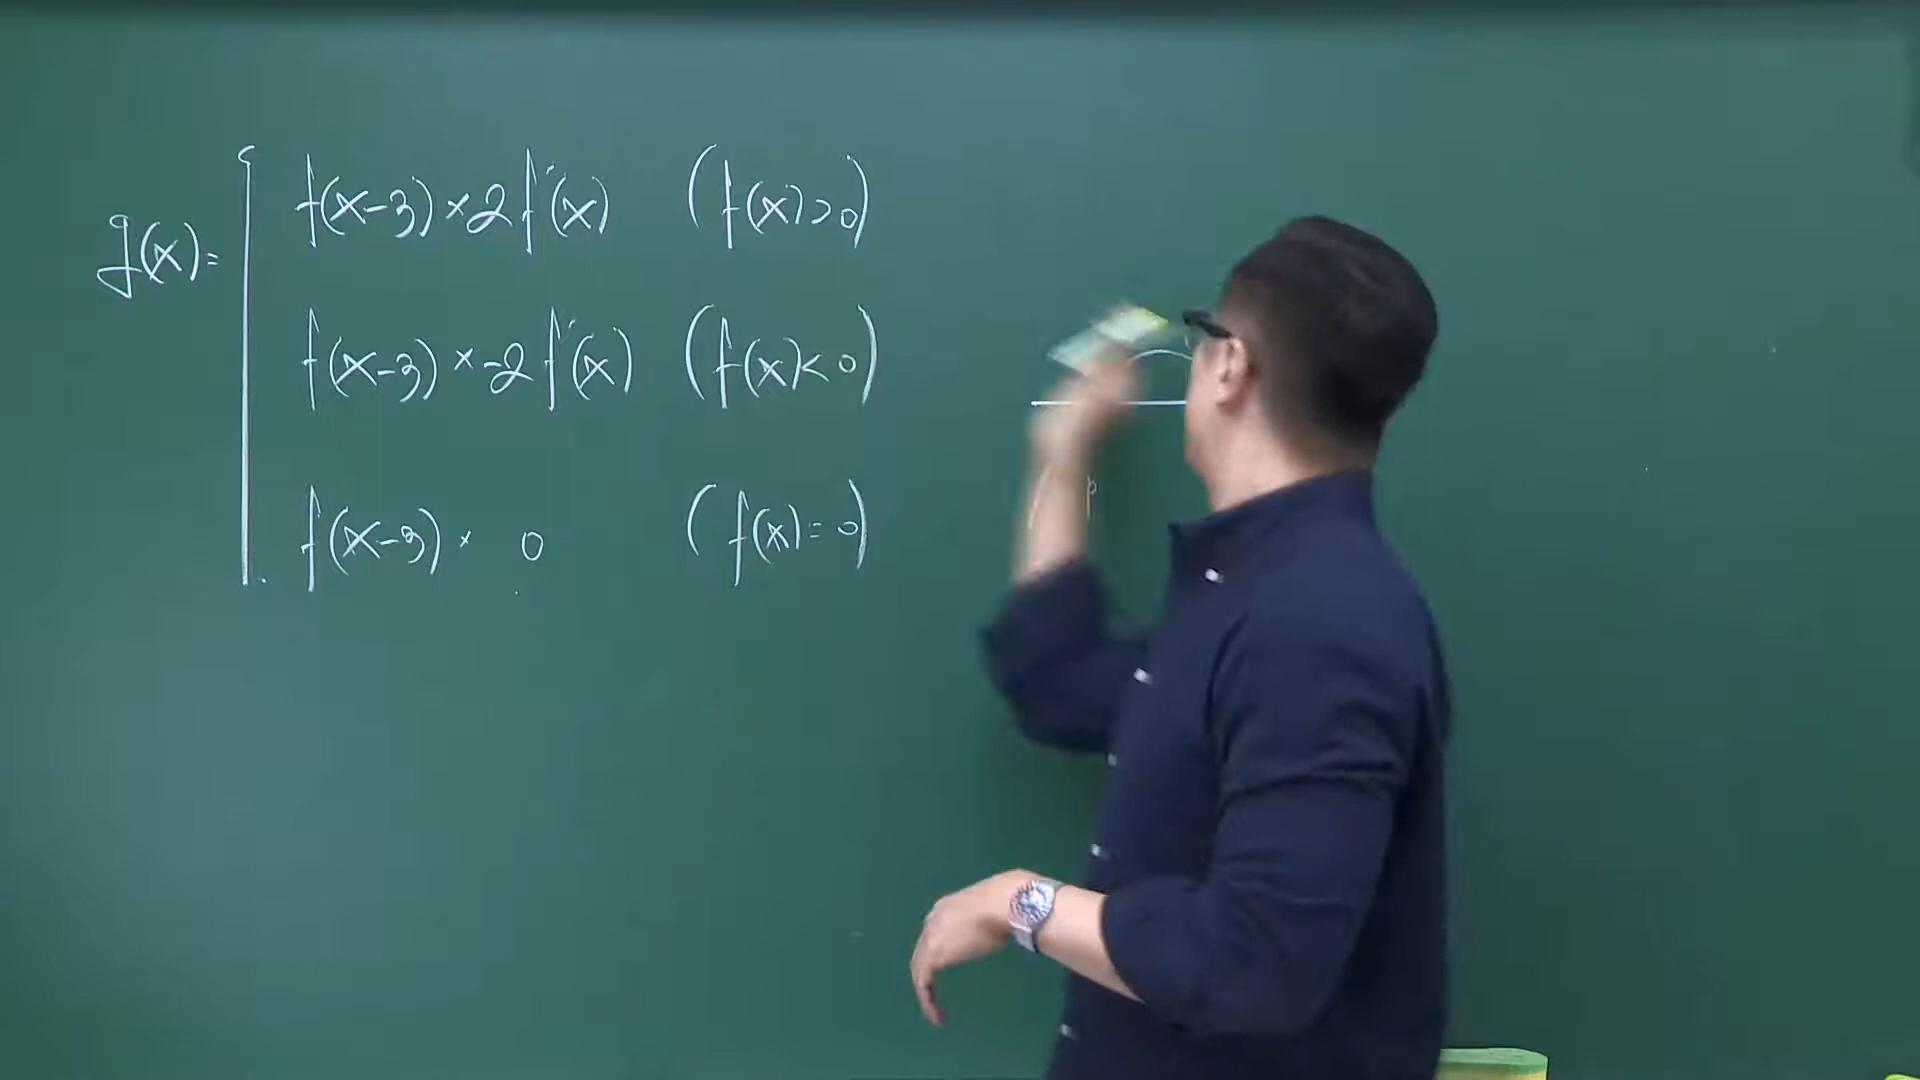 g(x)=
f(x-3)×2f'(x) (f(x)>0)
f(x-3)×-2f'(x) (f(x)<0)
f(x-3)× 0 (f(x)=0)